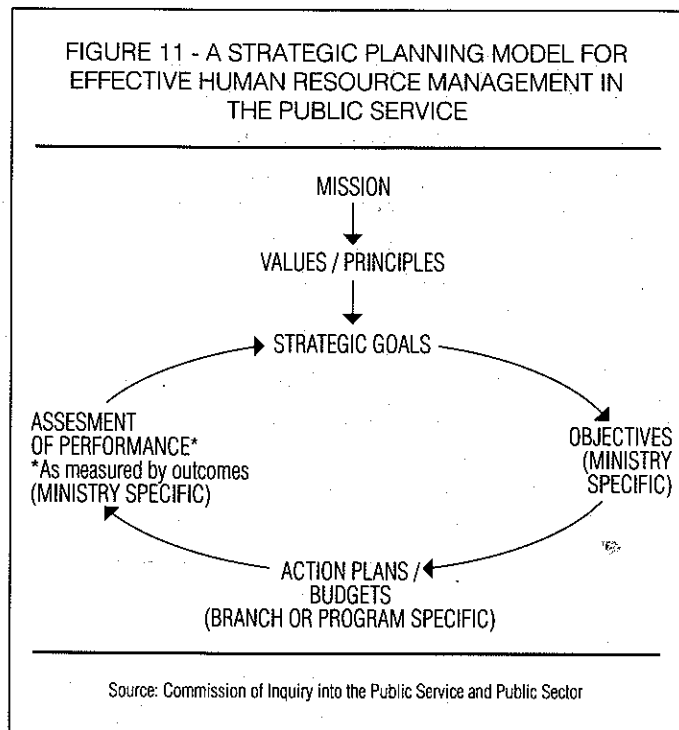 FIGURE 11 - A STRATEGIC PLANNING MODEL FOR
EFFECTIVE HUMAN RESOURCE MANAGEMENT IN
THE PUBLIC SERVICE
MISSION
VALUES / PRINCIPLES
STRATEGIC GOALS
ASSESMENT
OF PERFORMANCE*
*As measured by outcomes
(MINISTRY SPECIFIC)
OBJECTIVES
(MINISTRY
SPECIFIC)
ACTION PLANS /
BUDGETS
(BRANCH OR PROGRAM SPECIFIC)
Source: Commission of Inquiry into the Public Service and Public Sector